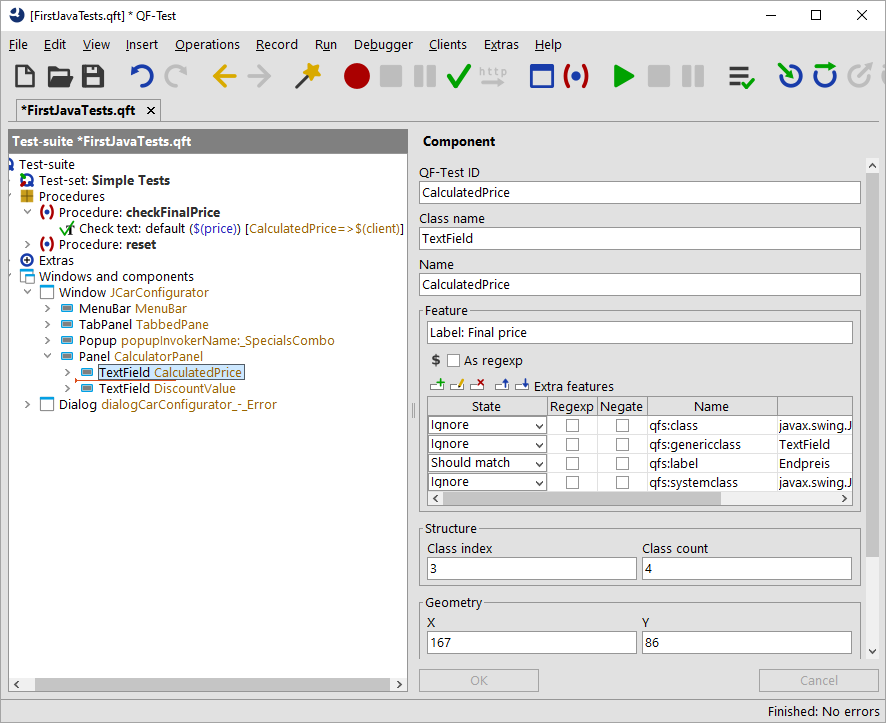 [FirstJavaTests.qft] * QF-Test
File Edit View Insert Operations Record Run Debugger Clients Extras Help
http
*FirstJavaTests.qft
Test-suite *FirstJavaTests.qft
Test-suite
Test-set: Simple Tests
Procedures
Procedure: checkFinalPrice
Check text: default ($(price)) [CalculatedPrice=>$(client)]
Procedure: reset
Extras
Windows and components
Window JCarConfigurator
MenuBar MenuBar
TabPanel TabbedPane
Popup popupInvokerName:_SpecialsCombo
Panel CalculatorPanel
TextField CalculatedPrice
TextField DiscountValue
Dialog dialogCarConfigurator_-_Error
Component
QF-Test ID
CalculatedPrice
Class name
TextField
Name
CalculatedPrice
Feature
Label: Final price
$ As regexp
Extra features
State Regexp Negate Name
Ignore qfs:class javax.swing.J
Ignore qfs:genericclass TextField
Should match qfs:label Endpreis
Ignore qfs:systemclass javax.swing.J
Structure
Class index Class count
3 4
Geometry
X Y
167 86
OK Cancel
Finished: No errors